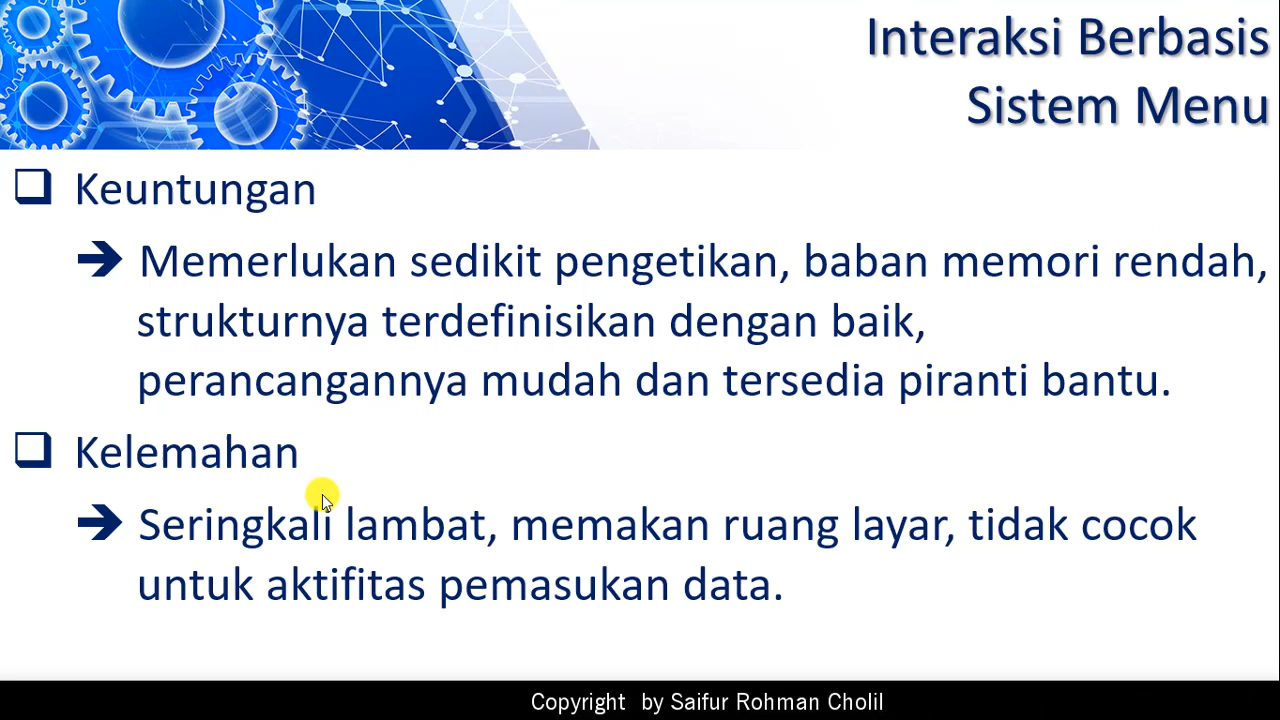 Interaksi Berbasis
Sistem Menu
Keuntungan
Memerlukan sedikit pengetikan, baban memori rendah,
strukturnya terdefinisikan dengan baik,
perancangannya mudah dan tersedia piranti bantu.
Kelemahan
Seringkali lambat, memakan ruang layar, tidak cocok
untuk aktifitas pemasukan data.
Copyright by Saifur Rohman Cholil